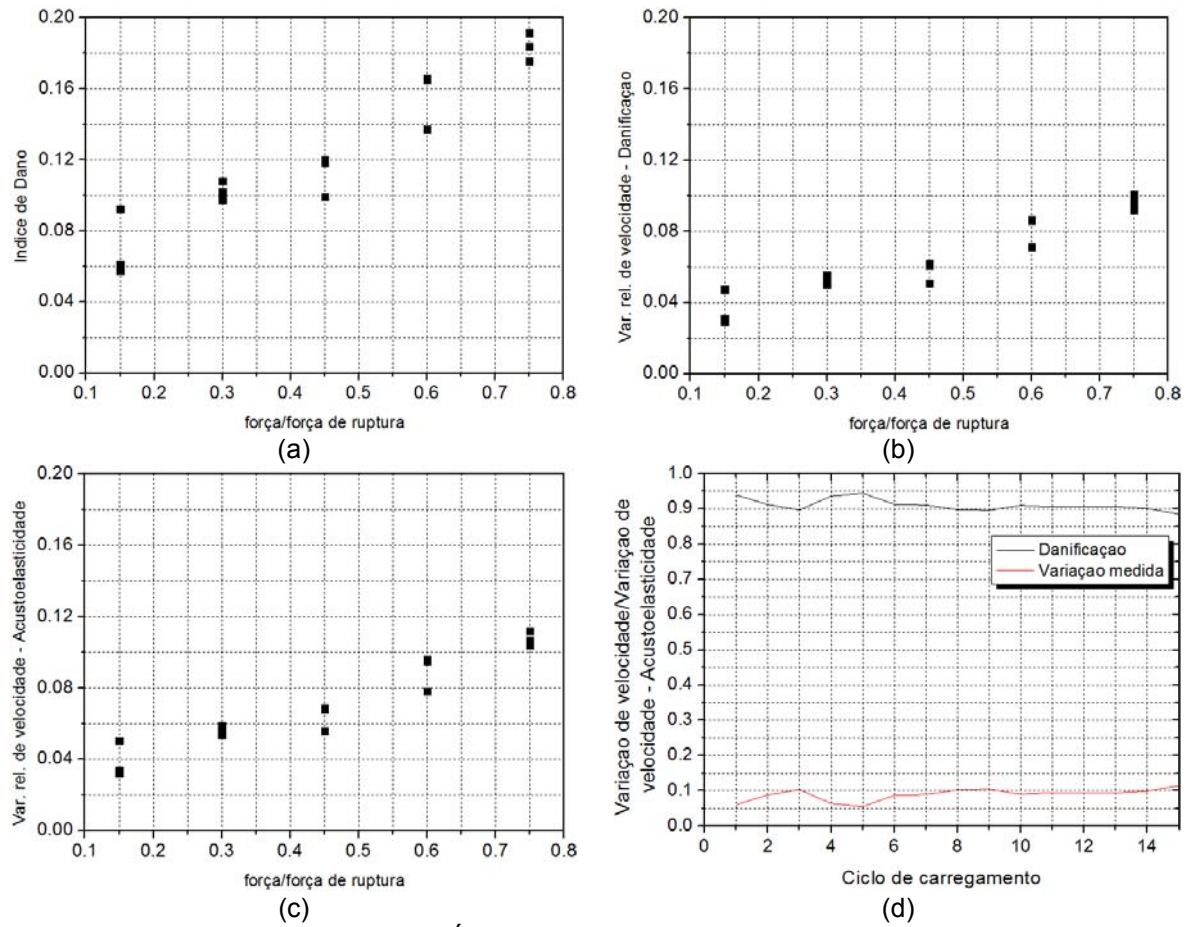 0.20
0.16
0.12
0.08
0.04
0.00
Indice de Dano
0.1 0.2 0.3 0.4 0.5 0.6 0.7 0.8
força/força de ruptura
(a)
0.20
0.16
0.12
0.08
0.04
0.00
Var. rel. de velocidade - Danificaçao
0.1 0.2 0.3 0.4 0.5 0.6 0.7 0.8
força/força de ruptura
(b)
0.20
0.16
0.12
0.08
0.04
0.00
Var. rel. de velocidade - Acustoelasticidade
0.1 0.2 0.3 0.4 0.5 0.6 0.7 0.8
força/força de ruptura
(c)
1.0
0.9
0.8
0.7
0.6
0.5
0.4
0.3
0.2
0.1
0.0
Variaçao de velocidade/Variaçao de
velocidade - Acustoelasticidade
Danificaçao
Variaçao medida
0 2 4 6 8 10 12 14
Ciclo de carregamento
(d)